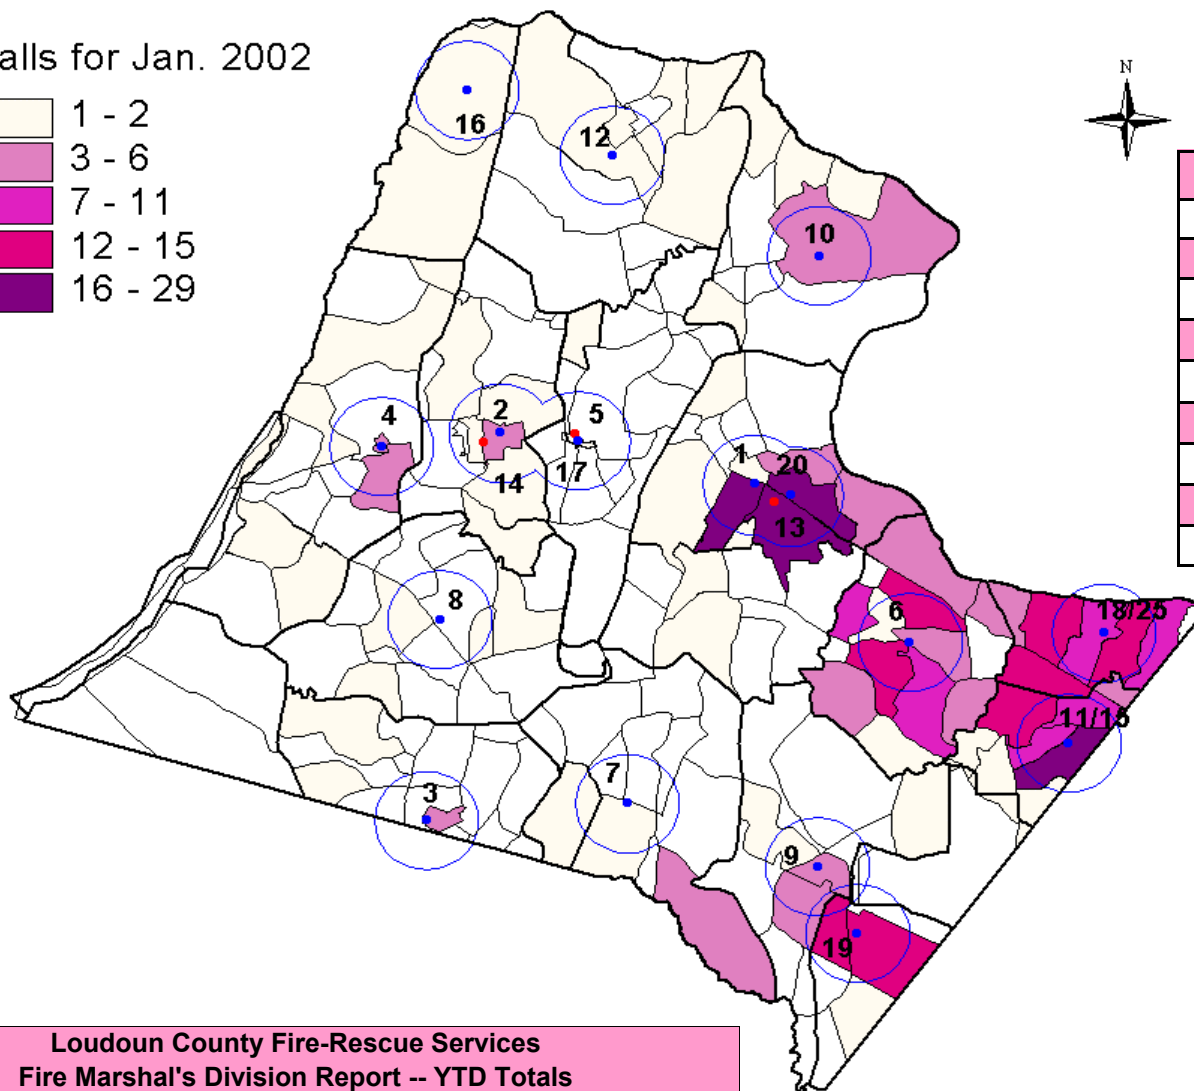 alls for Jan. 2002
1 - 2
3 - 6
7 - 11
12 - 15
16 - 29
N
16
12
10
4
2
5
14
17
1
20
13
8
6
18/25
11/15
3
7
9
19
Loudoun County Fire-Rescue Services
Fire Marshal's Division Report -- YTD Totals